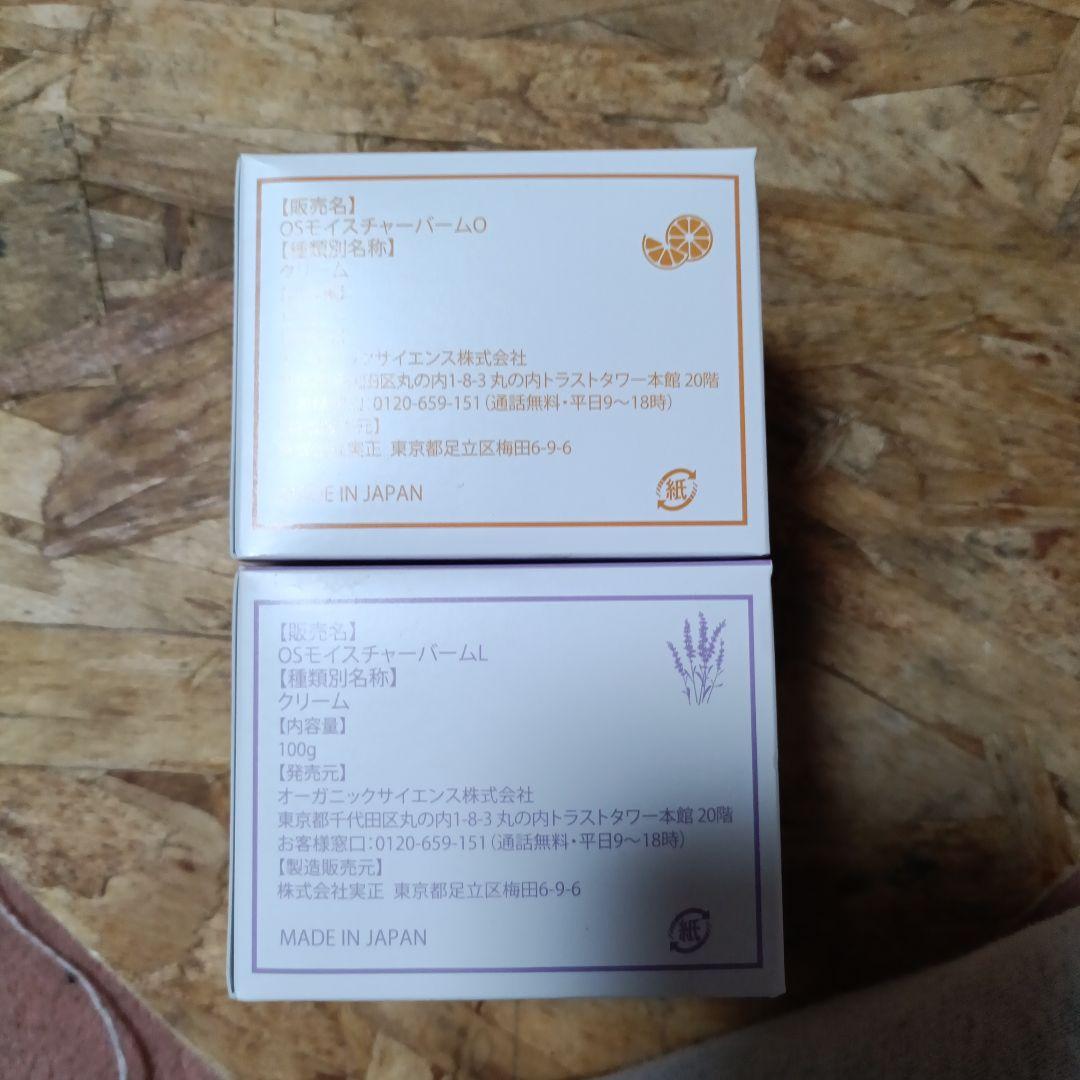 【販売名】
OSモイスチャーバームO
【種類別名称】
クリーム
ックサイエンス株式会社
田区丸の内1-8-3 丸の内トラストタワー本館 20階
:0120-659-151(通話無料・平日9〜18時)
元】
実正 東京都足立区梅田6-9-6
MADE IN JAPAN
紙
【販売名】
OSモイスチャーバームL
【種類別名称】
クリーム
【内容量】
100g
【発売元】
オーガニックサイエンス株式会社
東京都千代田区丸の内1-8-3 丸の内トラストタワー本館 20階
お客様窓口:0120-659-151(通話無料・平日9〜18時)
【製造販売元】
株式会社実正 東京都足立区梅田6-9-6
MADE IN JAPAN
紙